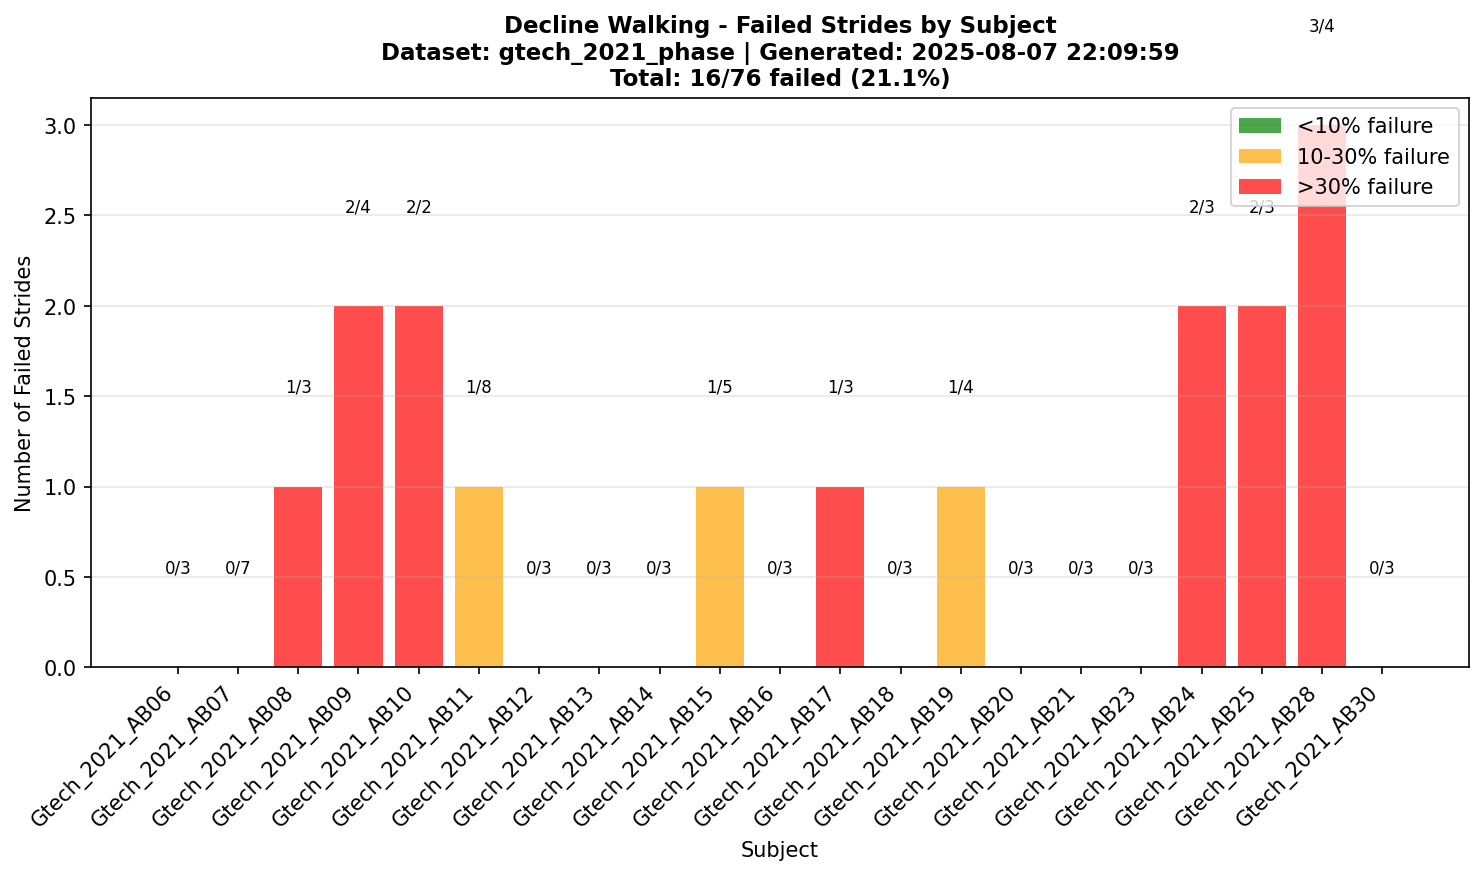 Decline Walking - Failed Strides by Subject
Dataset: gtech_2021_phase | Generated: 2025-08-07 22:09:59
Total: 16/76 failed (21.1%)
3/4
<10% failure
10-30% failure
>30% failure
Number of Failed Strides
3.0
2.5
2.0
1.5
1.0
0.5
0.0
0/3
0/7
1/3
2/4
2/2
1/8
0/3
0/3
0/3
1/5
0/3
1/3
0/3
1/4
0/3
0/3
0/3
2/3
2/3
0/3
Gtech_2021_AB06
Gtech_2021_AB07
Gtech_2021_AB08
Gtech_2021_AB09
Gtech_2021_AB10
Gtech_2021_AB11
Gtech_2021_AB12
Gtech_2021_AB13
Gtech_2021_AB14
Gtech_2021_AB15
Gtech_2021_AB16
Gtech_2021_AB17
Gtech_2021_AB18
Gtech_2021_AB19
Gtech_2021_AB20
Gtech_2021_AB21
Gtech_2021_AB23
Gtech_2021_AB24
Gtech_2021_AB25
Gtech_2021_AB28
Gtech_2021_AB30
Subject